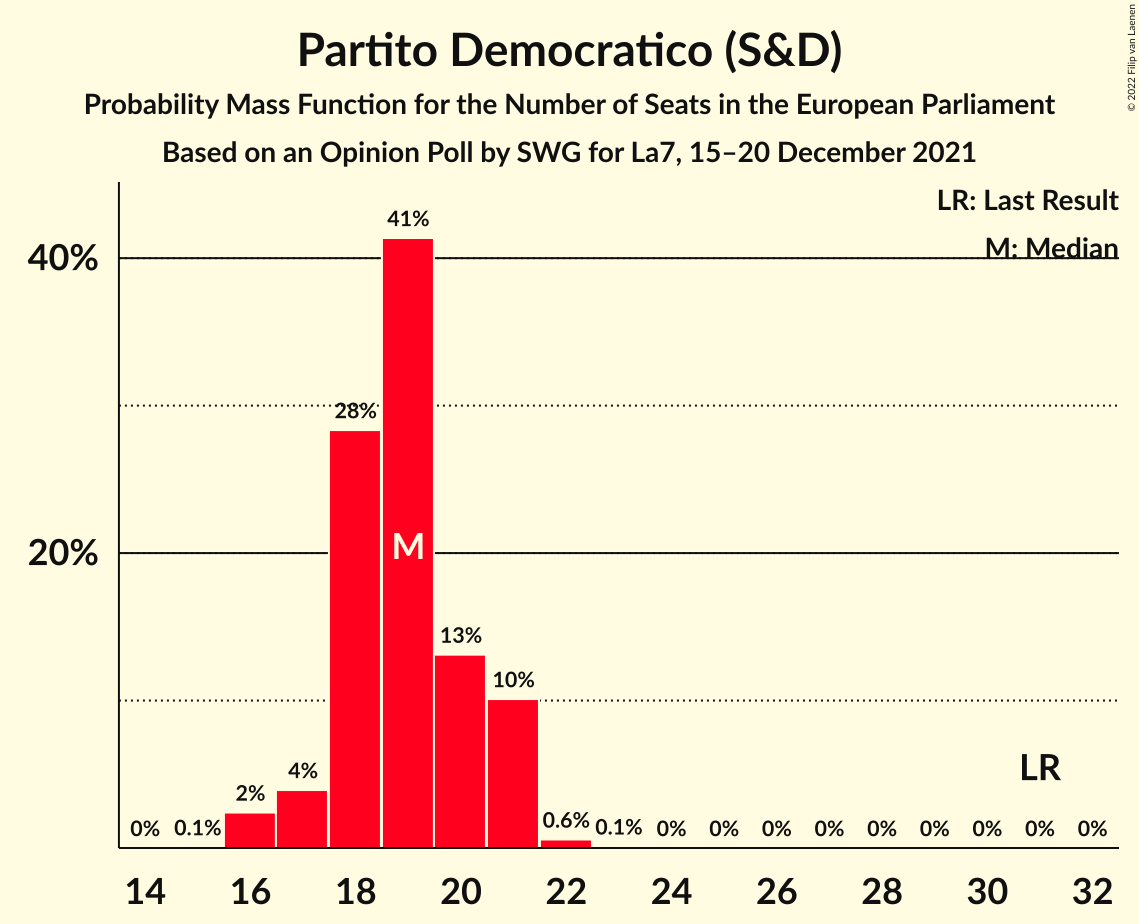 Partito Democratico (S&D)
Probability Mass Function for the Number of Seats in the European Parliament
Based on an Opinion Poll by SWG for La7, 15–20 December 2021
© 2022 Filip van Laenen
LR: Last Result
M: Median
41%
40%
28%
M
20%
13%
10%
4%
LR
2%
0% 0.1% 0.6% 0.1% 0% 0% 0% 0% 0% 0% 0% 0% 0%
14 16 18 20 22 24 26 28 30 32